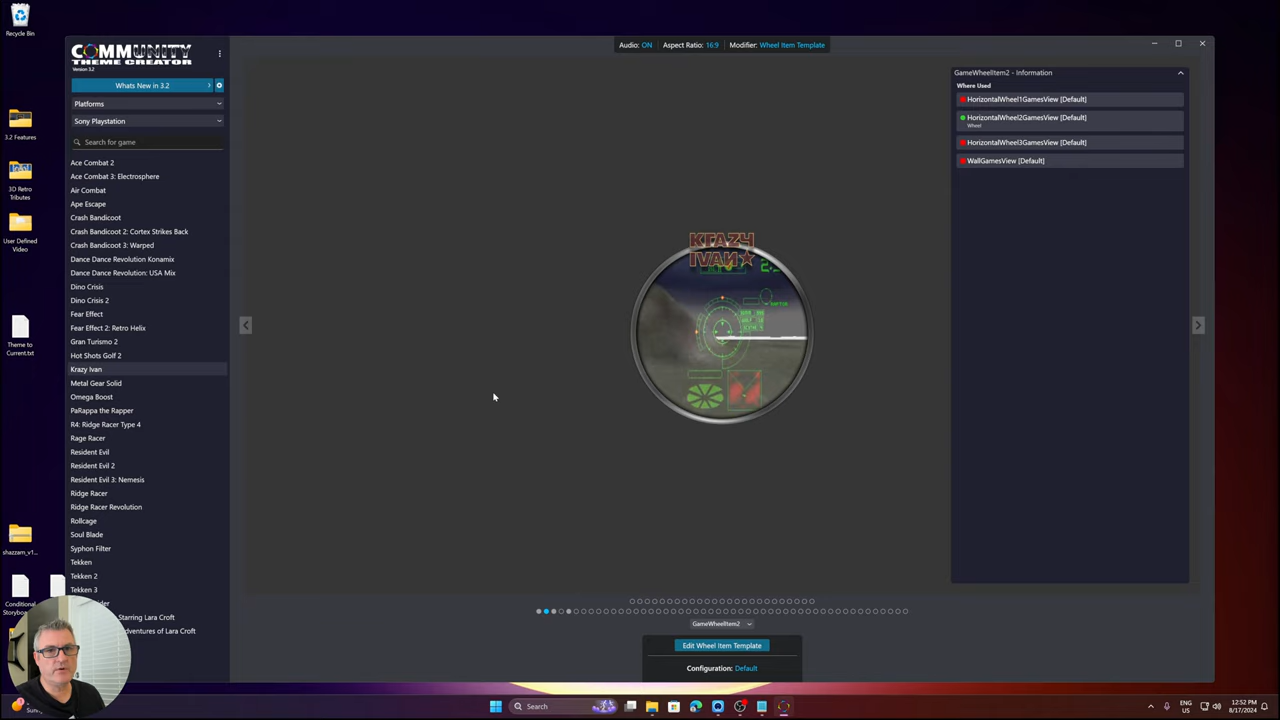 Recycle Bin
3.2 Features
3D Retro
Tributes
User Defined
Video
Theme to
Current.txt
shazzam_v1...
Conditional
COMMUNITY
THEME CREATOR
Version 3.2
Whats New in 3.2
Platforms
Sony Playstation
Search for game
Ace Combat 2
Ace Combat 3: Electrosphere
Air Combat
Ape Escape
Crash Bandicoot
Crash Bandicoot 2: Cortex Strikes Back
Crash Bandicoot 3: Warped
Dance Dance Revolution Konamix
Dance Dance Revolution: USA Mix
Dino Crisis
Dino Crisis 2
Fear Effect
Fear Effect 2: Retro Helix
Gran Turismo 2
Hot Shots Golf 2
Krazy Ivan
Metal Gear Solid
Omega Boost
PaRappa the Rapper
R4: Ridge Racer Type 4
Rage Racer
Resident Evil
Resident Evil 2
Resident Evil 3: Nemesis
Ridge Racer
Ridge Racer Revolution
Rollcage
Soul Blade
Syphon Filter
Tekken
Tekken 2
Tekken 3
Starring Lara Croft
of Lara Croft
Audio: ON
Aspect Ratio: 16:9
Modifier: Wheel Item Template
KRAZY
IVAN
GameWheelItem2 - Information
Where Used
HorizontalWheel1GamesView [Default]
HorizontalWheel2GamesView [Default]
Wheel
HorizontalWheel3GamesView [Default]
WallGamesView [Default]
GameWheelItem2
Edit Wheel Item Template
Configuration: Default
Search
ENG
US
12:52 PM
8/17/2024